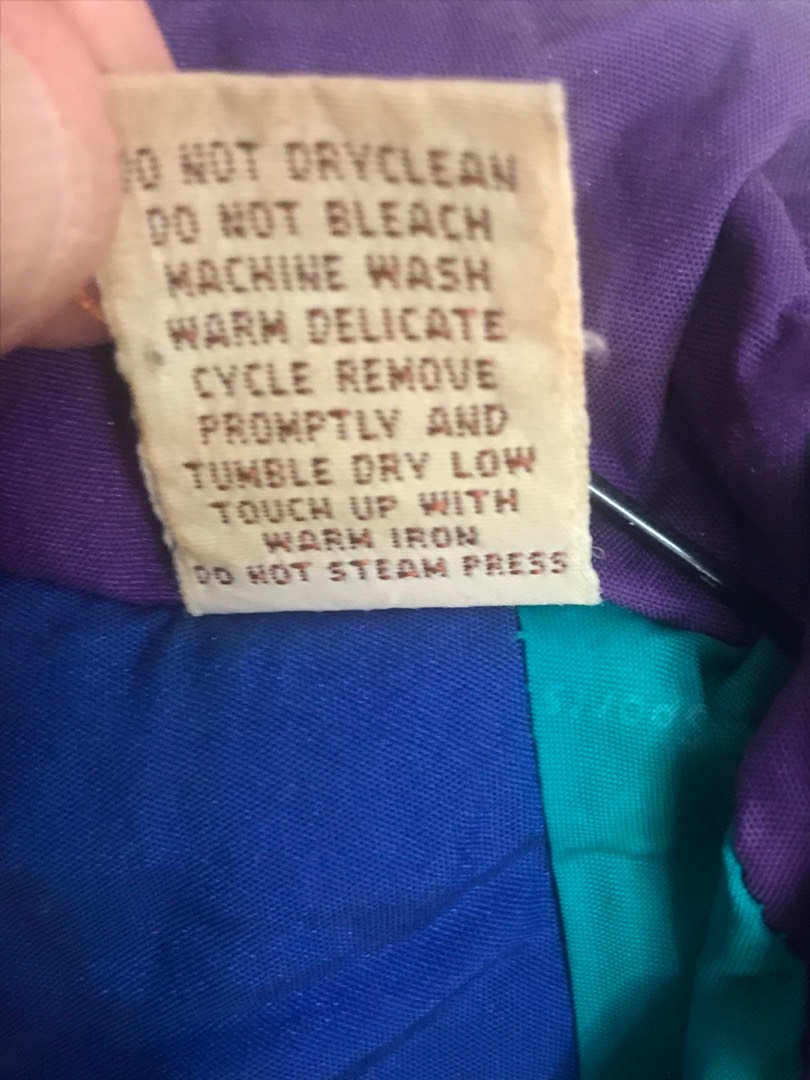 DO NOT DRYCLEAN
DO NOT BLEACH
MACHINE WASH
WARM DELICATE
CYCLE REMOVE
PROMPTLY AND
TUMBLE DRY LOW
TOUCH UP WITH
WARM IRON
DO NOT STEAM PRESS